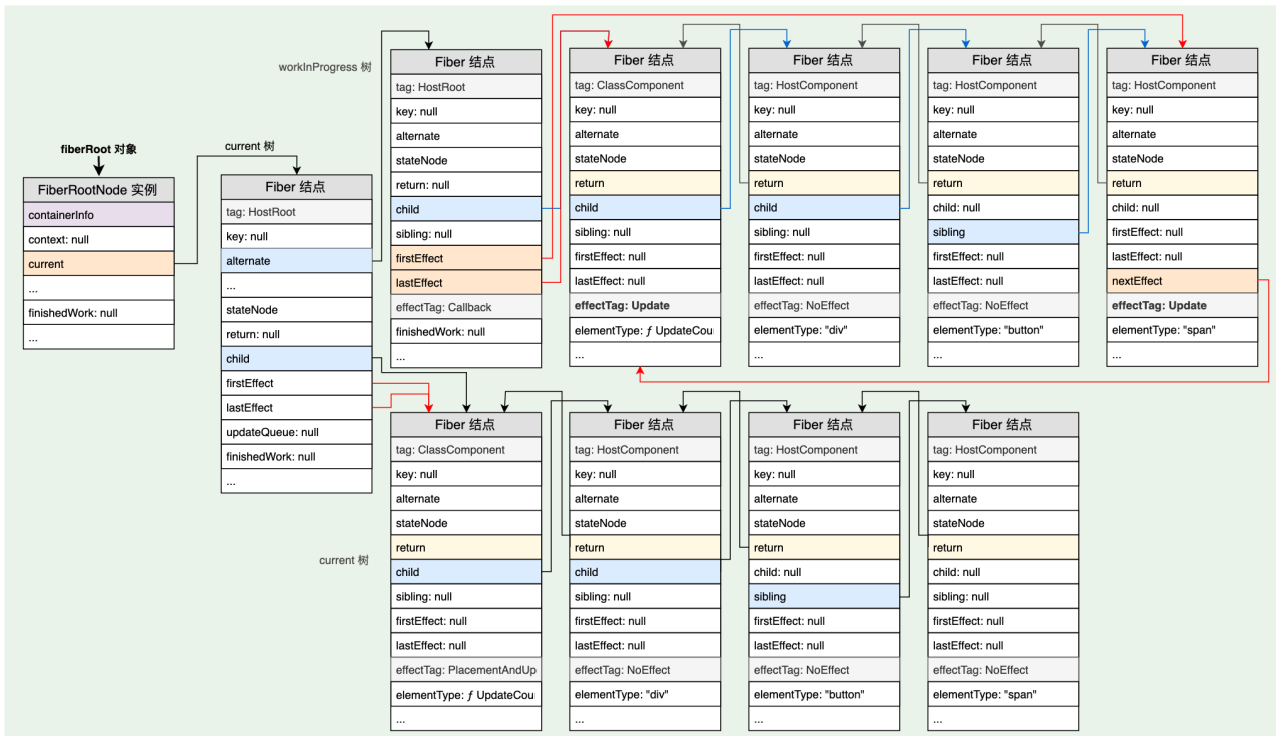 workInProgress 树
fiberRoot 对象
current 树
FiberRootNode 实例
containerInfo
context: null
current
...
finishedWork: null
...
Fiber 结点
tag: HostRoot
key: null
alternate
...
stateNode
return: null
child
firstEffect
lastEffect
updateQueue: null
finishedWork: null
...
Fiber 结点
tag: HostRoot
key: null
alternate
stateNode
return: null
child
sibling: null
firstEffect
lastEffect
effectTag: Callback
finishedWork: null
...
Fiber 结点
tag: ClassComponent
key: null
alternate
stateNode
return
child
sibling: null
firstEffect: null
lastEffect: null
effectTag: Update
elementType: ƒ UpdateCou
...
Fiber 结点
tag: HostComponent
key: null
alternate
stateNode
return
child
sibling: null
firstEffect: null
lastEffect: null
effectTag: NoEffect
elementType: "div"
...
Fiber 结点
tag: HostComponent
key: null
alternate
stateNode
return
child: null
sibling
firstEffect: null
lastEffect: null
effectTag: NoEffect
elementType: "button"
...
Fiber 结点
tag: HostComponent
key: null
alternate
stateNode
return
child: null
firstEffect: null
lastEffect: null
nextEffect
effectTag: Update
elementType: "span"
...
current 树
Fiber 结点
tag: ClassComponent
key: null
alternate
stateNode
return
child
sibling: null
firstEffect: null
lastEffect: null
effectTag: PlacementAndUp
elementType: ƒ UpdateCou
...
Fiber 结点
tag: HostComponent
key: null
alternate
stateNode
return
child
sibling: null
firstEffect: null
lastEffect: null
effectTag: NoEffect
elementType: "div"
...
Fiber 结点
tag: HostComponent
key: null
alternate
stateNode
return
child: null
sibling
firstEffect: null
lastEffect: null
effectTag: NoEffect
elementType: "button"
...
Fiber 结点
tag: HostComponent
key: null
alternate
stateNode
return
child: null
sibling: null
firstEffect: null
lastEffect: null
effectTag: NoEffect
elementType: "span"
...